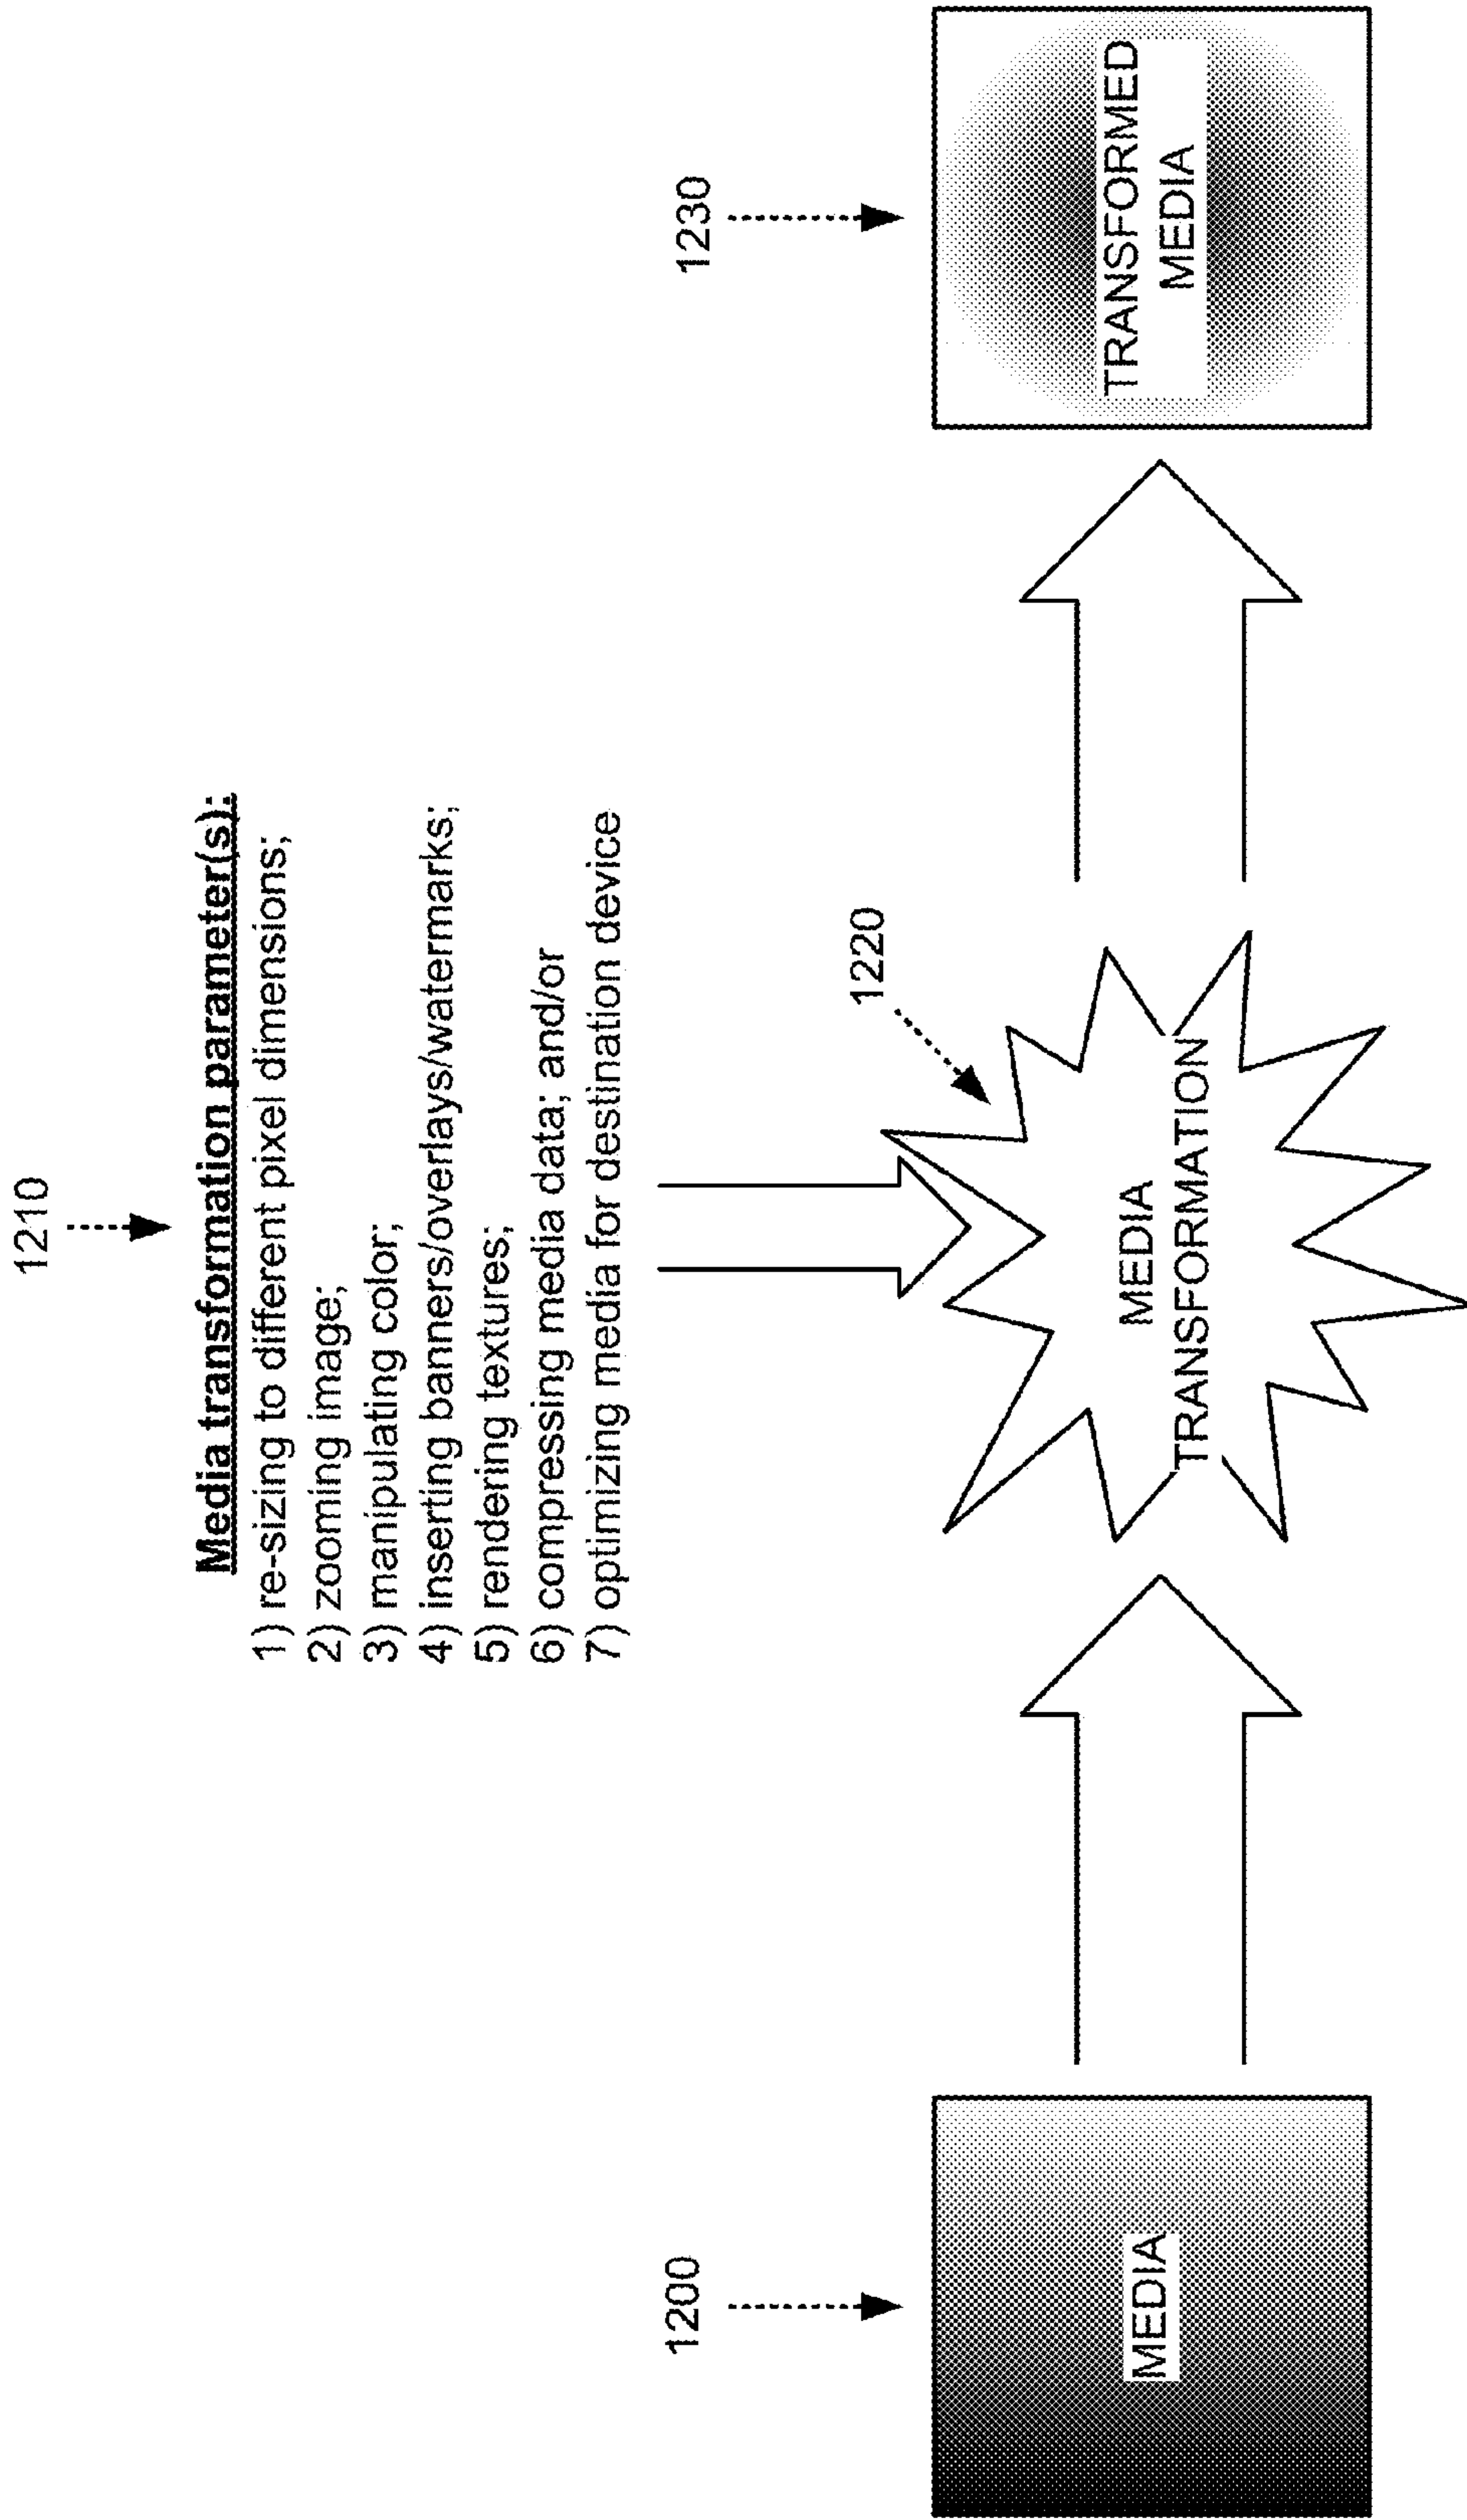 1210
Media transformation parameter(s):
1) re-sizing to different pixel dimensions;
2) zooming image;
3) manipulating color;
4) inserting banners/overlays/watermarks;
5) rendering textures;
6) compressing media data; and/or
7) optimizing media for destination device
1200
1220
1230
MEDIA
MEDIA
TRANSFORMATION
TRANSFORMED
MEDIA